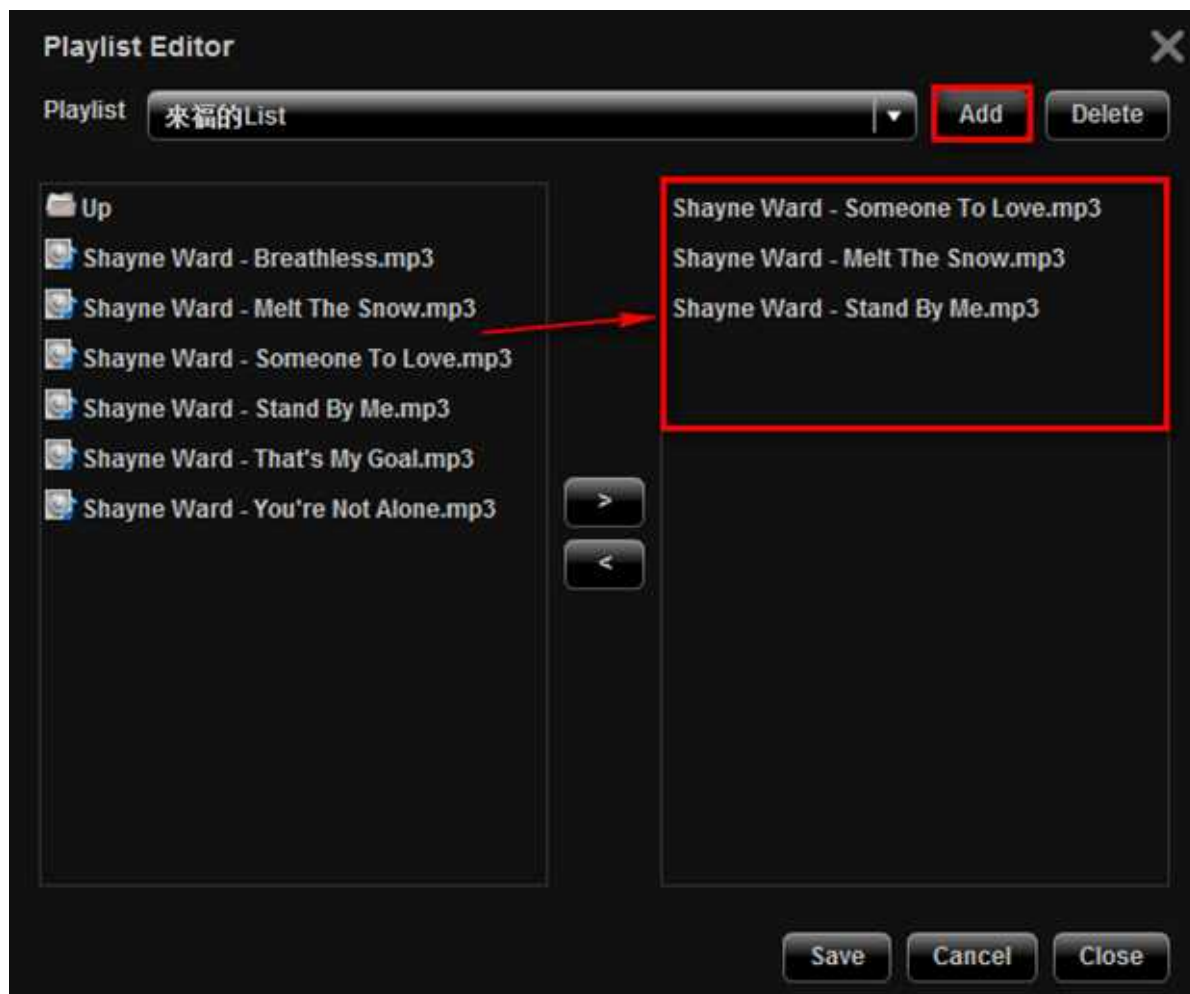 Playlist Editor
Playlist 來福的List Add Delete
Up
Shayne Ward - Breathless.mp3
Shayne Ward - Melt The Snow.mp3
Shayne Ward - Someone To Love.mp3
Shayne Ward - Stand By Me.mp3
Shayne Ward - That's My Goal.mp3
Shayne Ward - You're Not Alone.mp3
>
<
Shayne Ward - Someone To Love.mp3
Shayne Ward - Melt The Snow.mp3
Shayne Ward - Stand By Me.mp3
Save Cancel Close